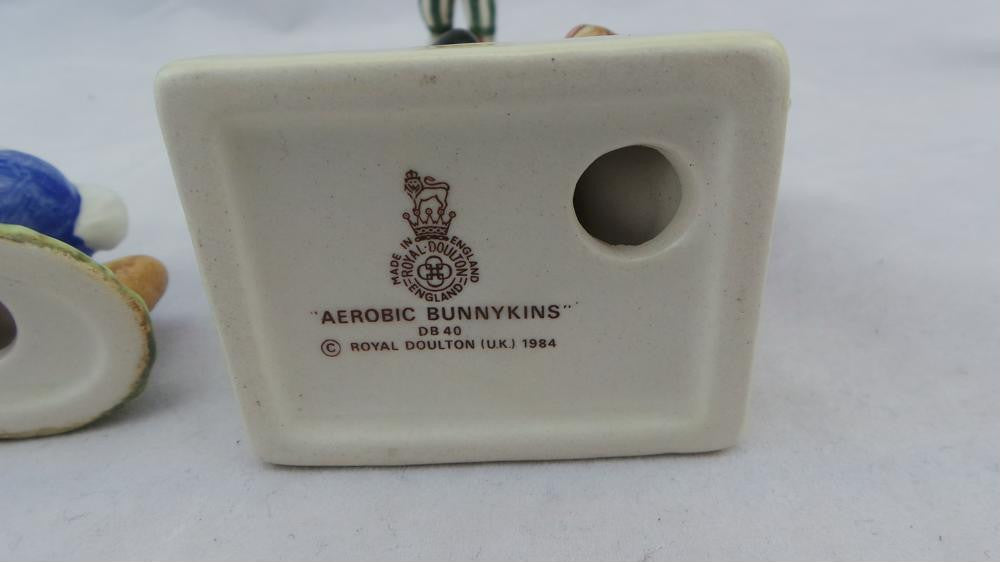 MADE IN ENGLAND
ROYAL·DOULTON
ENGLAND
"AEROBIC BUNNYKINS"
DB 40
© ROYAL DOULTON (U.K.) 1984